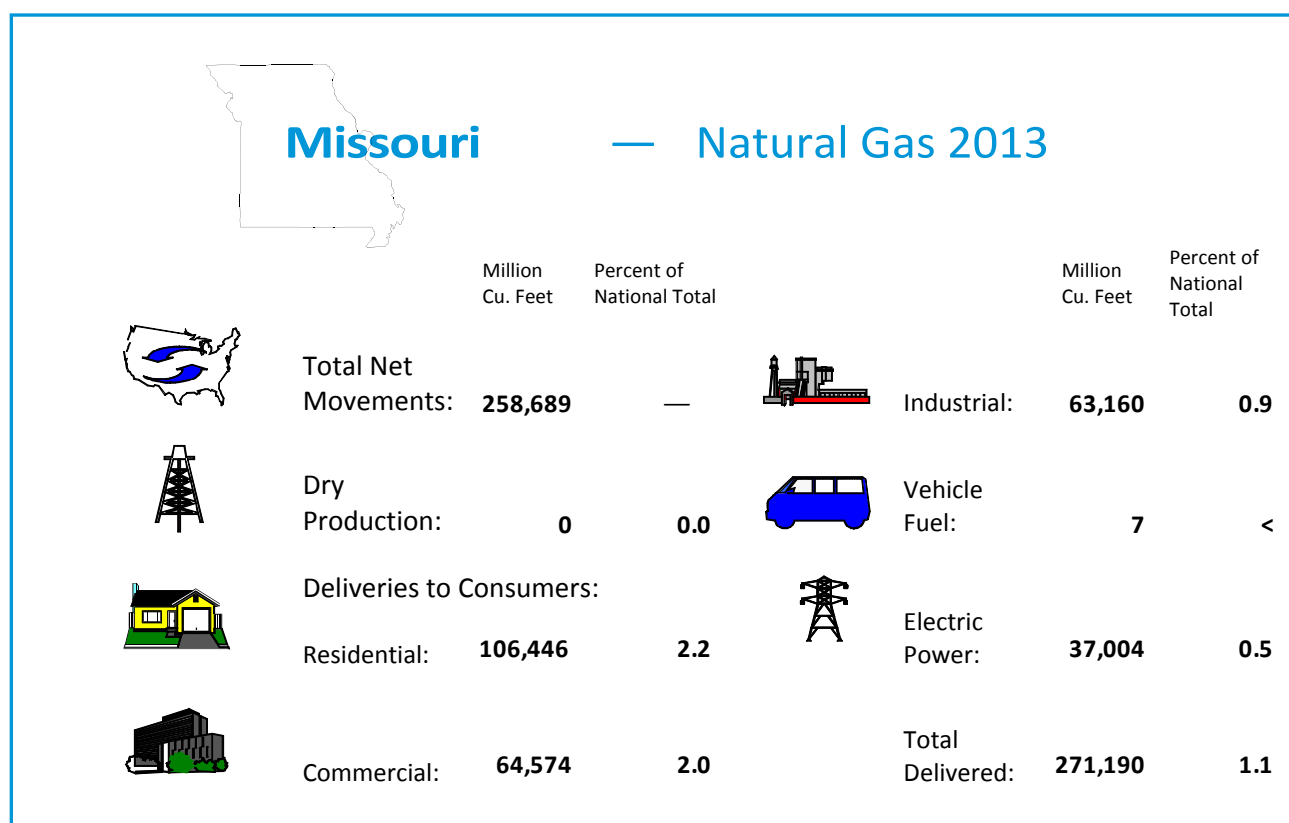 Missouri — Natural Gas 2013
Million
Cu. Feet
Percent of
National Total
Million
Cu. Feet
Percent of
National
Total
Total Net
Movements: 258,689 —
Industrial: 63,160 0.9
Dry
Production: 0 0.0
Vehicle
Fuel: 7 <
Deliveries to Consumers:
Residential: 106,446 2.2
Electric
Power: 37,004 0.5
Commercial: 64,574 2.0
Total
Delivered: 271,190 1.1